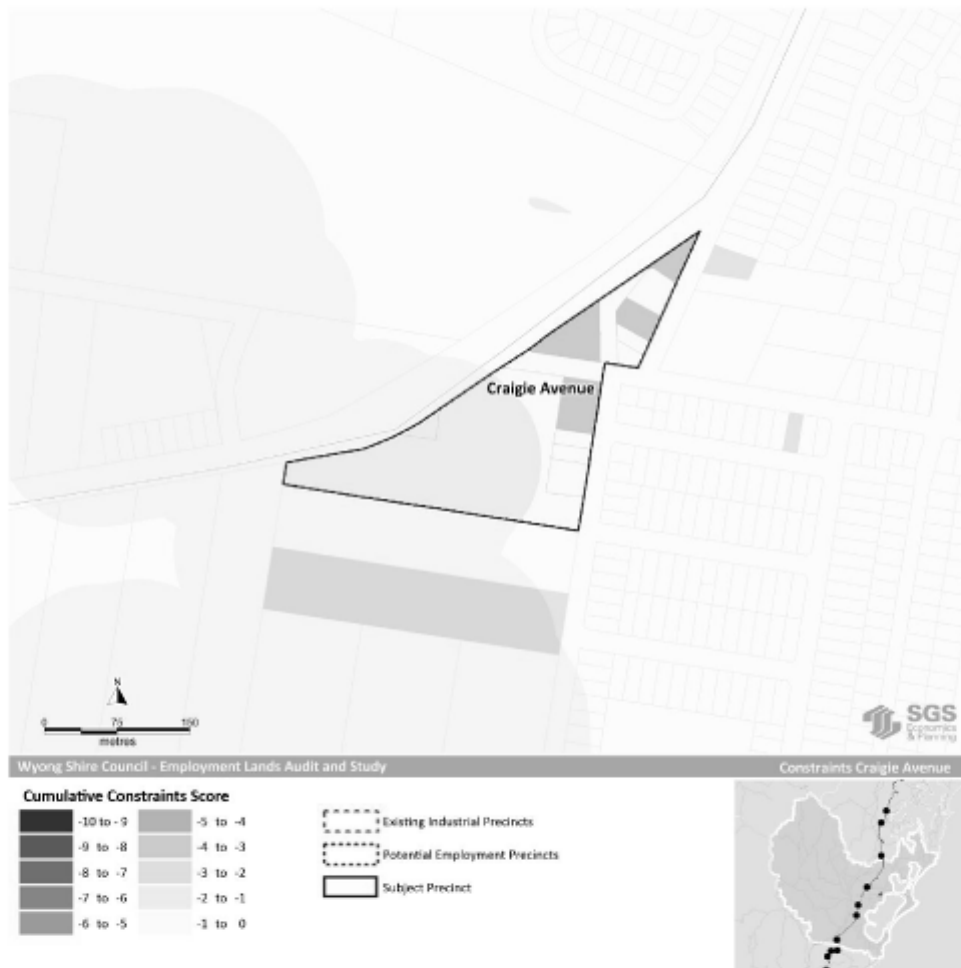 Craigie Avenue
N
0 75 150
metres
SGS
Economics
& Planning
Wyong Shire Council - Employment Lands Audit and Study
Constraints Craigie Avenue
Cumulative Constraints Score
-10 to - 9
-5 to -4
-9 to -8
-4 to -3
-8 to -7
-3 to -2
-7 to -6
-2 to -1
-6 to -5
-1 to 0
Existing Industrial Precincts
Potential Employment Precincts
Subject Precinct